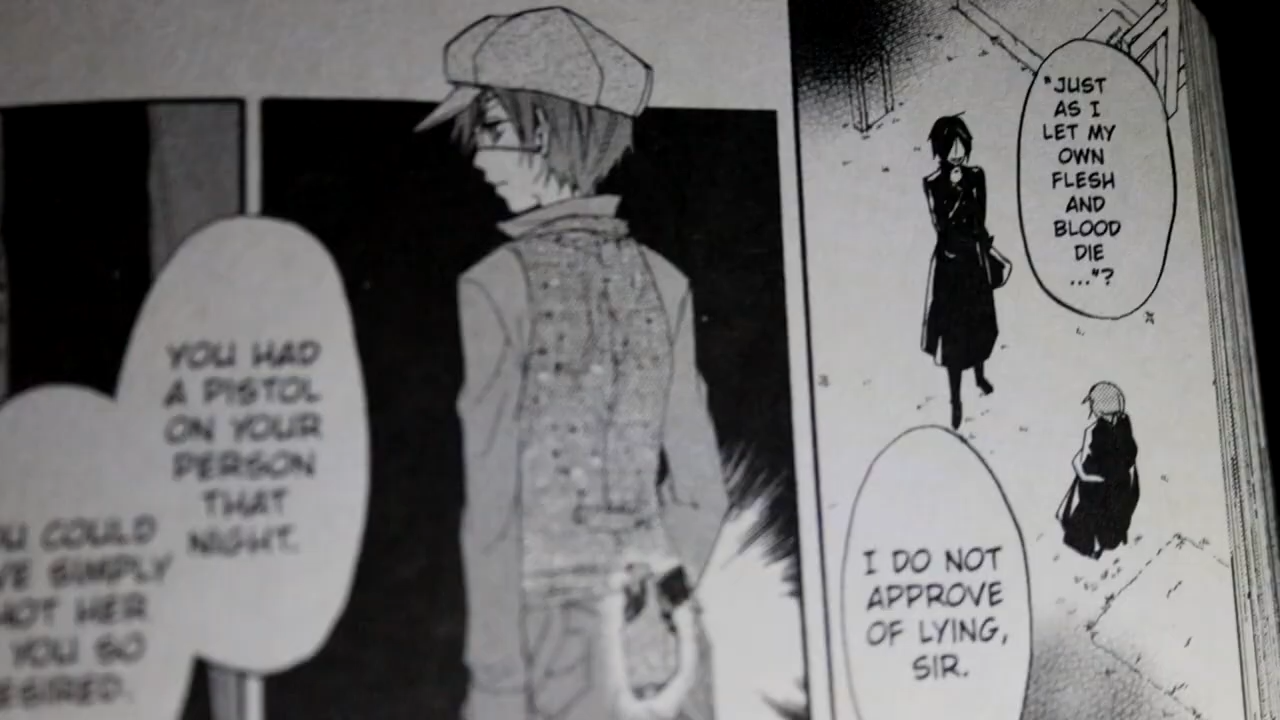 "JUST
AS I
LET MY
OWN
FLESH
AND
BLOOD
DIE
..."?
I DO NOT
APPROVE
OF LYING,
SIR.
YOU HAD
A PISTOL
ON YOUR
PERSON
THAT
NIGHT.
COULD
SIMPLY
HER
YOU SO